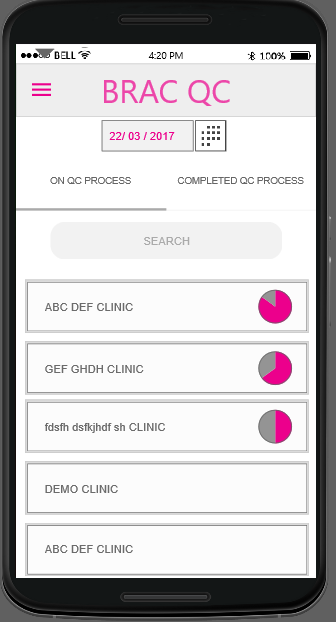 BELL 4:20 PM 100%
BRAC QC
22/ 03 / 2017
ON QC PROCESS COMPLETED QC PROCESS
SEARCH
ABC DEF CLINIC
GEF GHDH CLINIC
fdsfh dsfkjhdf sh CLINIC
DEMO CLINIC
ABC DEF CLINIC